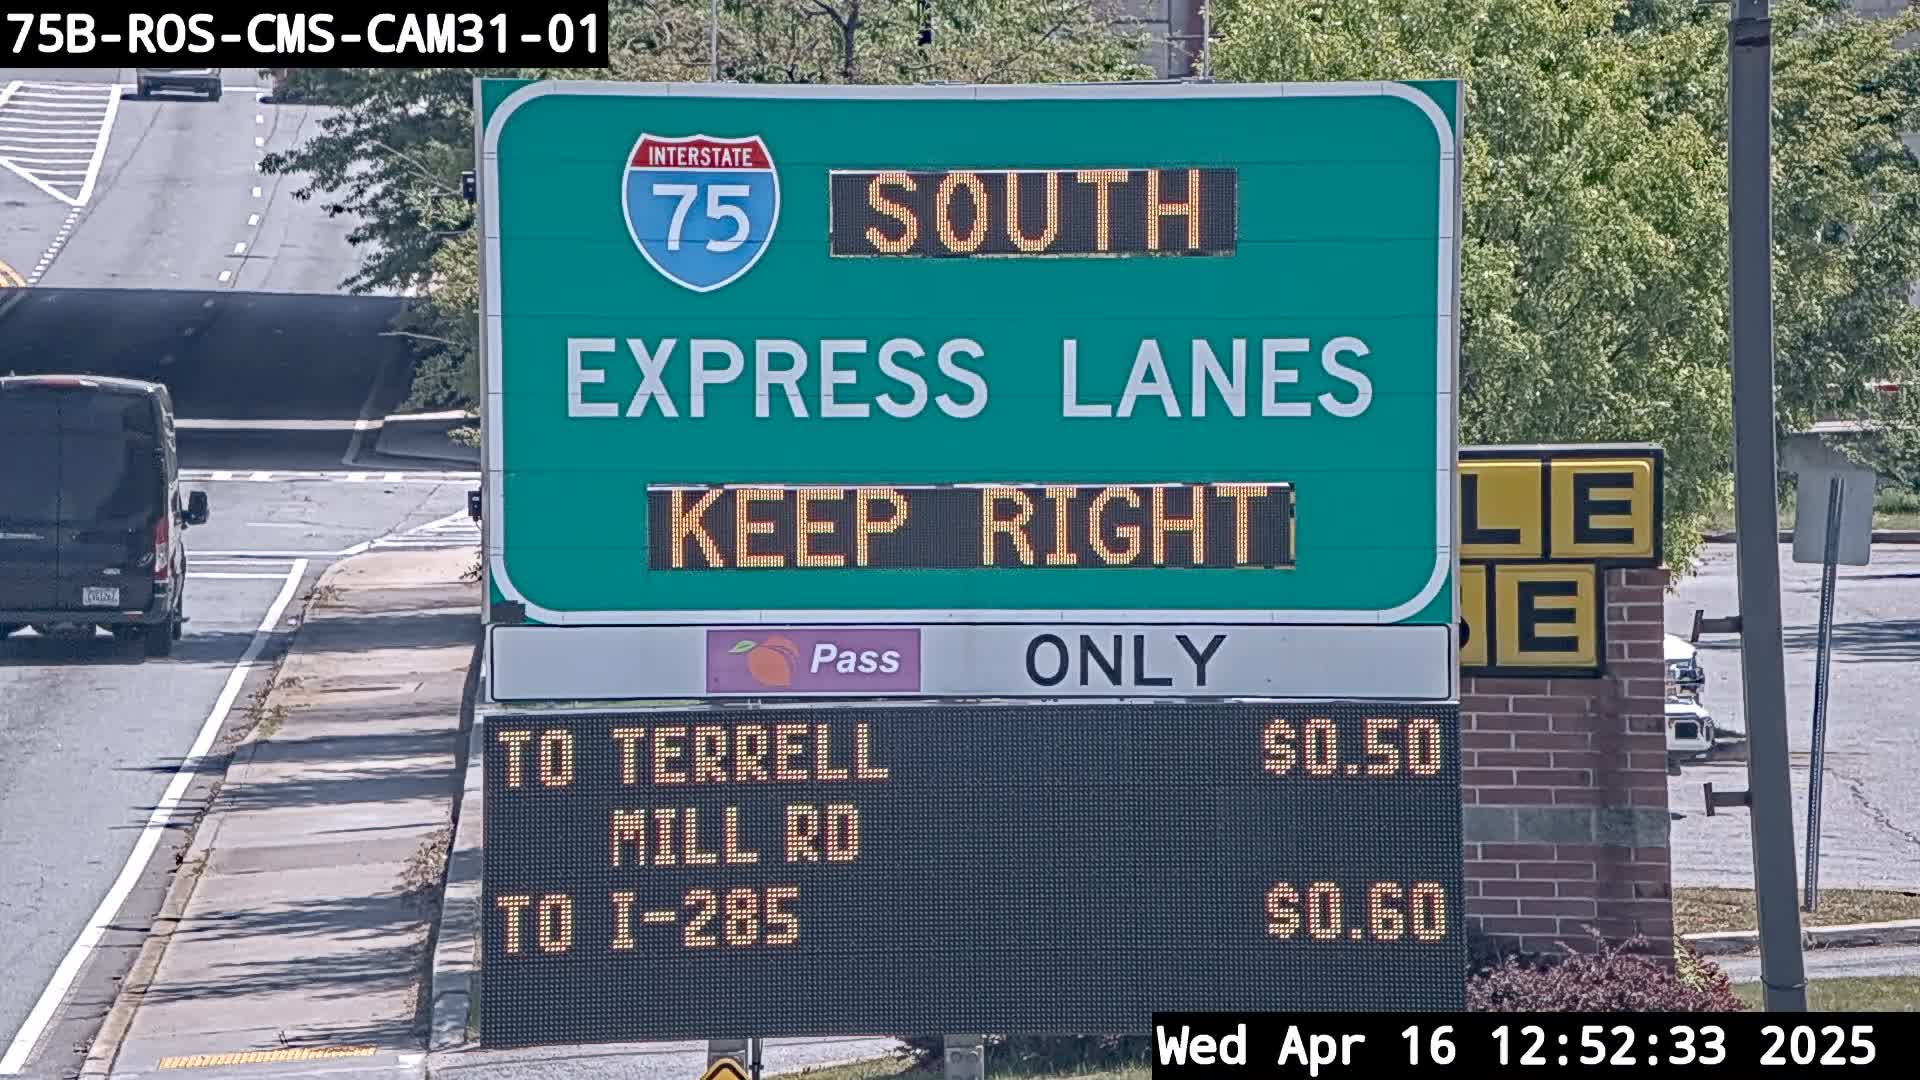 75B-ROS-CMS-CAM31-01
INTERSTATE
75
SOUTH
EXPRESS LANES
KEEP RIGHT
LE
E
Pass ONLY
TO TERRELL $0.50
MILL RD
TO I-285 $0.60
Wed Apr 16 12:52:33 2025